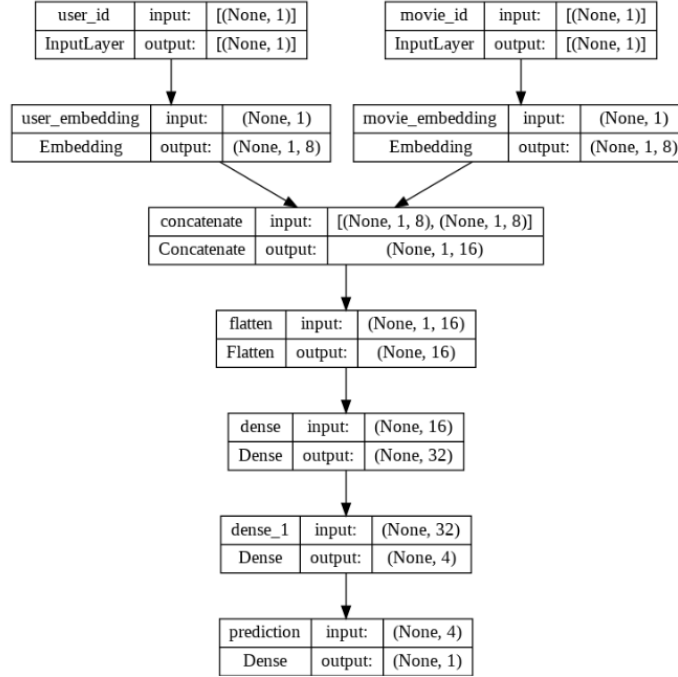 user_id input: [(None, 1)]
InputLayer output: [(None, 1)]
movie_id input: [(None, 1)]
InputLayer output: [(None, 1)]
user_embedding input: (None, 1)
Embedding output: (None, 1, 8)
movie_embedding input: (None, 1)
Embedding output: (None, 1, 8)
concatenate input: [(None, 1, 8), (None, 1, 8)]
Concatenate output: (None, 1, 16)
flatten input: (None, 1, 16)
Flatten output: (None, 16)
dense input: (None, 16)
Dense output: (None, 32)
dense_1 input: (None, 32)
Dense output: (None, 4)
prediction input: (None, 4)
Dense output: (None, 1)